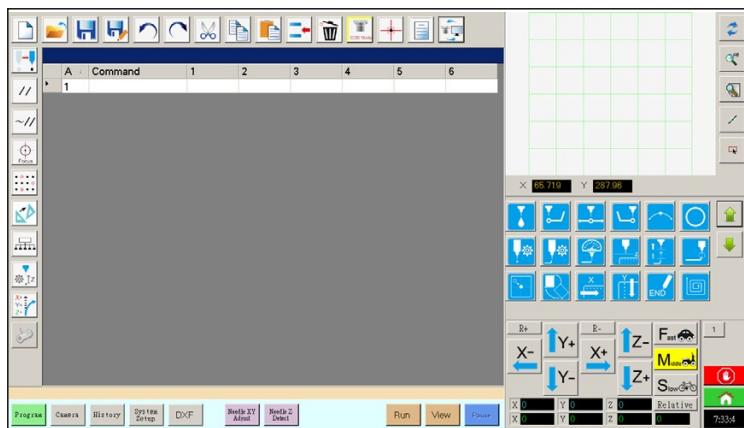 A Command 1 2 3 4 5 6
1
//
~//
Focus
X 65.719 Y 287.96
X
Y
END
R+ R-
X- Y+ X+ Z- Fast
Y- Z+ Middle
Slow
1
X 0 Y 0 Z 0 Relative
X 0 Y 0 Z 0 0
Program Camera History System Setup DXF Needle XY Adjust Needle Z Detect Run View Pause
7:33:4